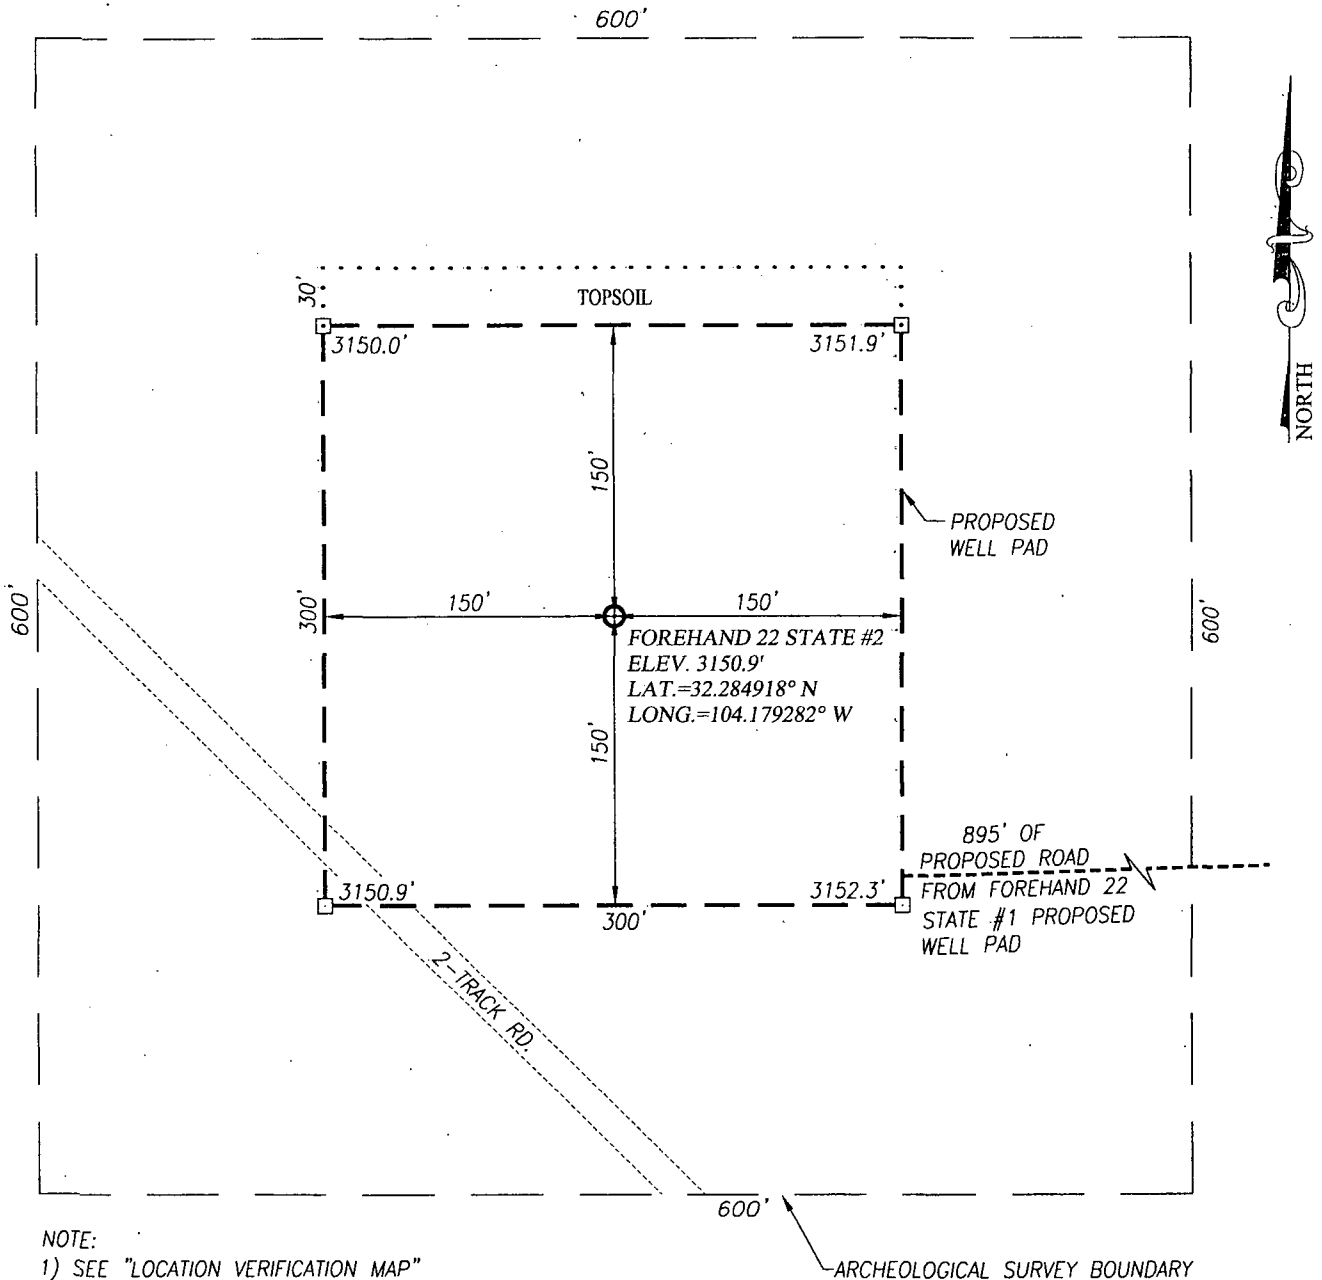 600'
30'
TOPSOIL
3150.0'
3151.9'
NORTH
150'
PROPOSED
WELL PAD
600'
300'
150'
150'
600'
FOREHAND 22 STATE #2
ELEV. 3150.9'
LAT.=32.284918° N
LONG.=104.179282° W
150'
895' OF
PROPOSED ROAD
FROM FOREHAND 22
STATE #1 PROPOSED
WELL PAD
3150.9'
3152.3'
300'
2-TRACK RD.
600'
NOTE:
1) SEE "LOCATION VERIFICATION MAP"
ARCHEOLOGICAL SURVEY BOUNDARY